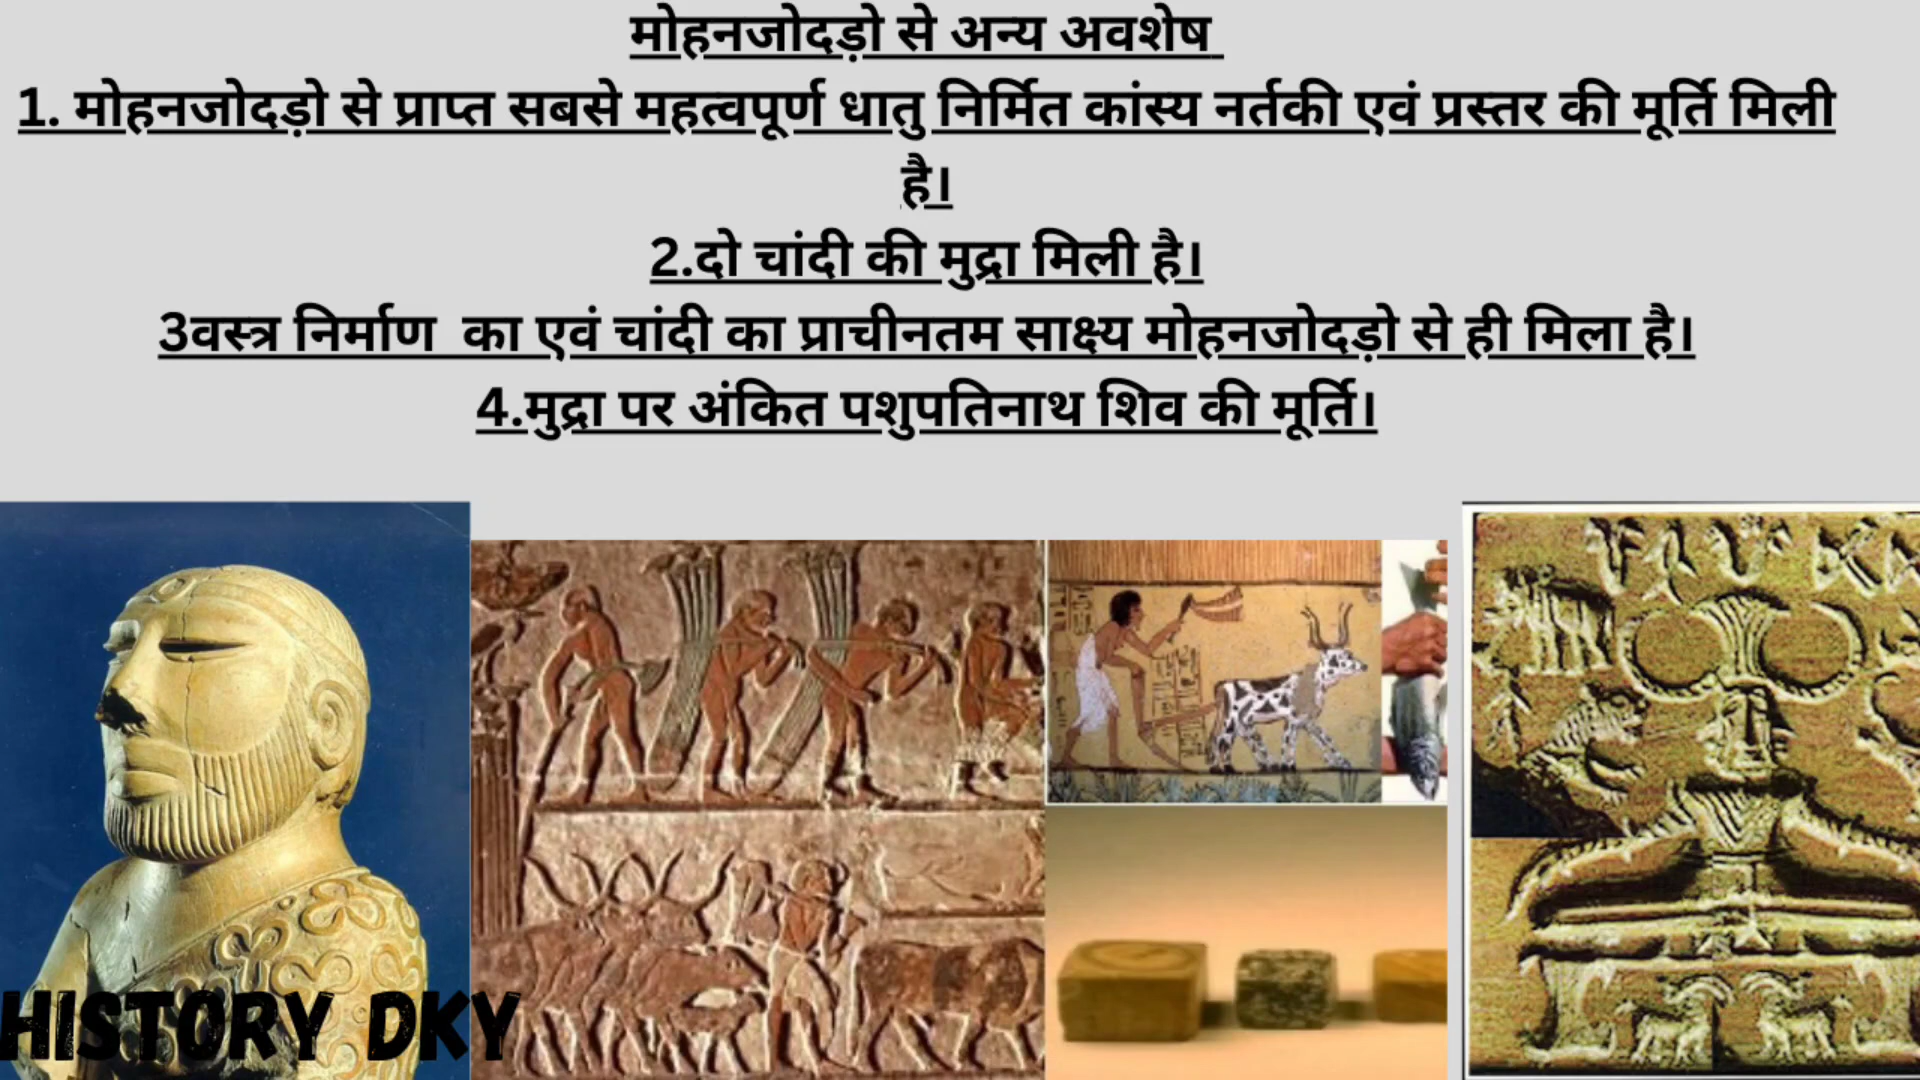 मोहनजोदड़ो से अन्य अवशेष
1. मोहनजोदड़ो से प्राप्त सबसे महत्वपूर्ण धातु निर्मित कांस्य नर्तकी एवं प्रस्तर की मूर्ति मिली
है।
2.दो चांदी की मुद्रा मिली है।
3वस्त्र निर्माण  का एवं चांदी का प्राचीनतम साक्ष्य मोहनजोदड़ो से ही मिला है।
4.मुद्रा पर अंकित पशुपतिनाथ शिव की मूर्ति।
HISTORY DKY